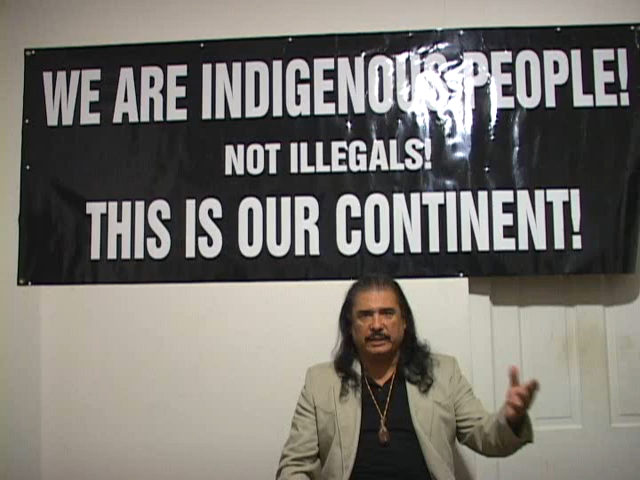 WE ARE INDIGENOUS PEOPLE!
NOT ILLEGALS!
THIS IS OUR CONTINENT!